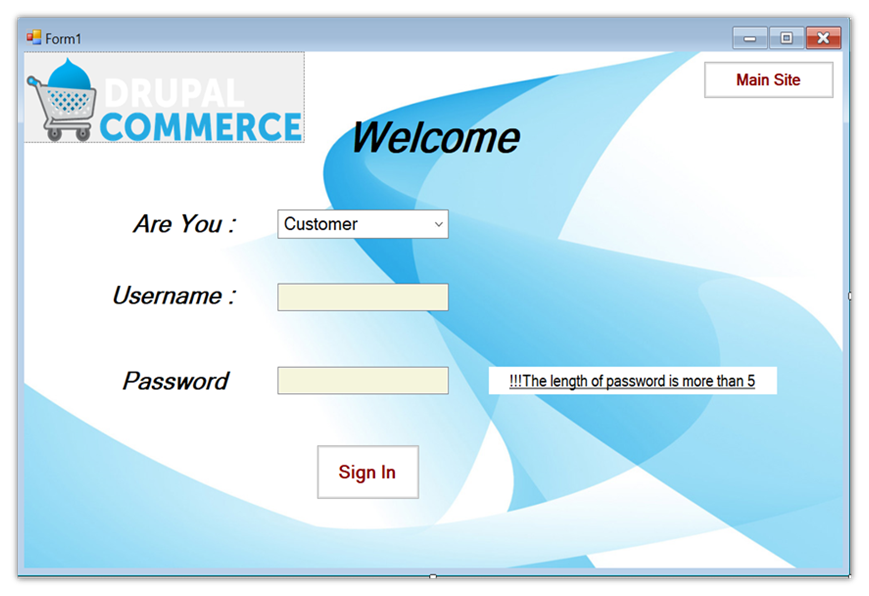 Form1
Main Site
DRUPAL
COMMERCE
Welcome
Are You :
Customer
Username :
Password
!!!The length of password is more than 5
Sign In